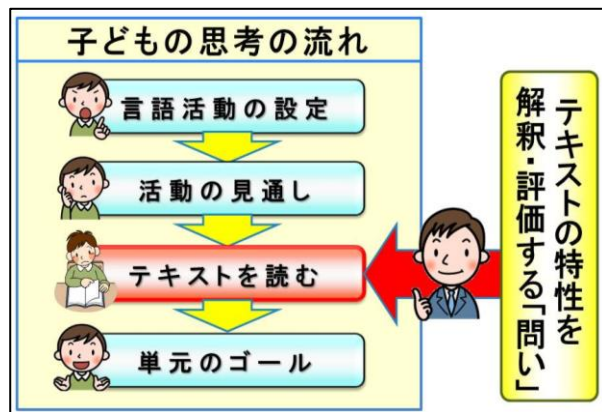 子どもの思考の流れ
言語活動の設定
活動の見通し
テキストを読む
単元のゴール
テキストの特性を
解釈・評価する「問い」